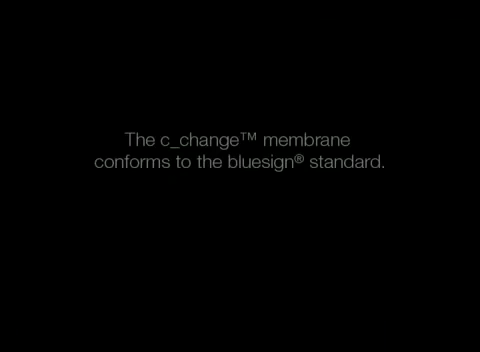 The c_change™ membrane
conforms to the bluesign® standard.